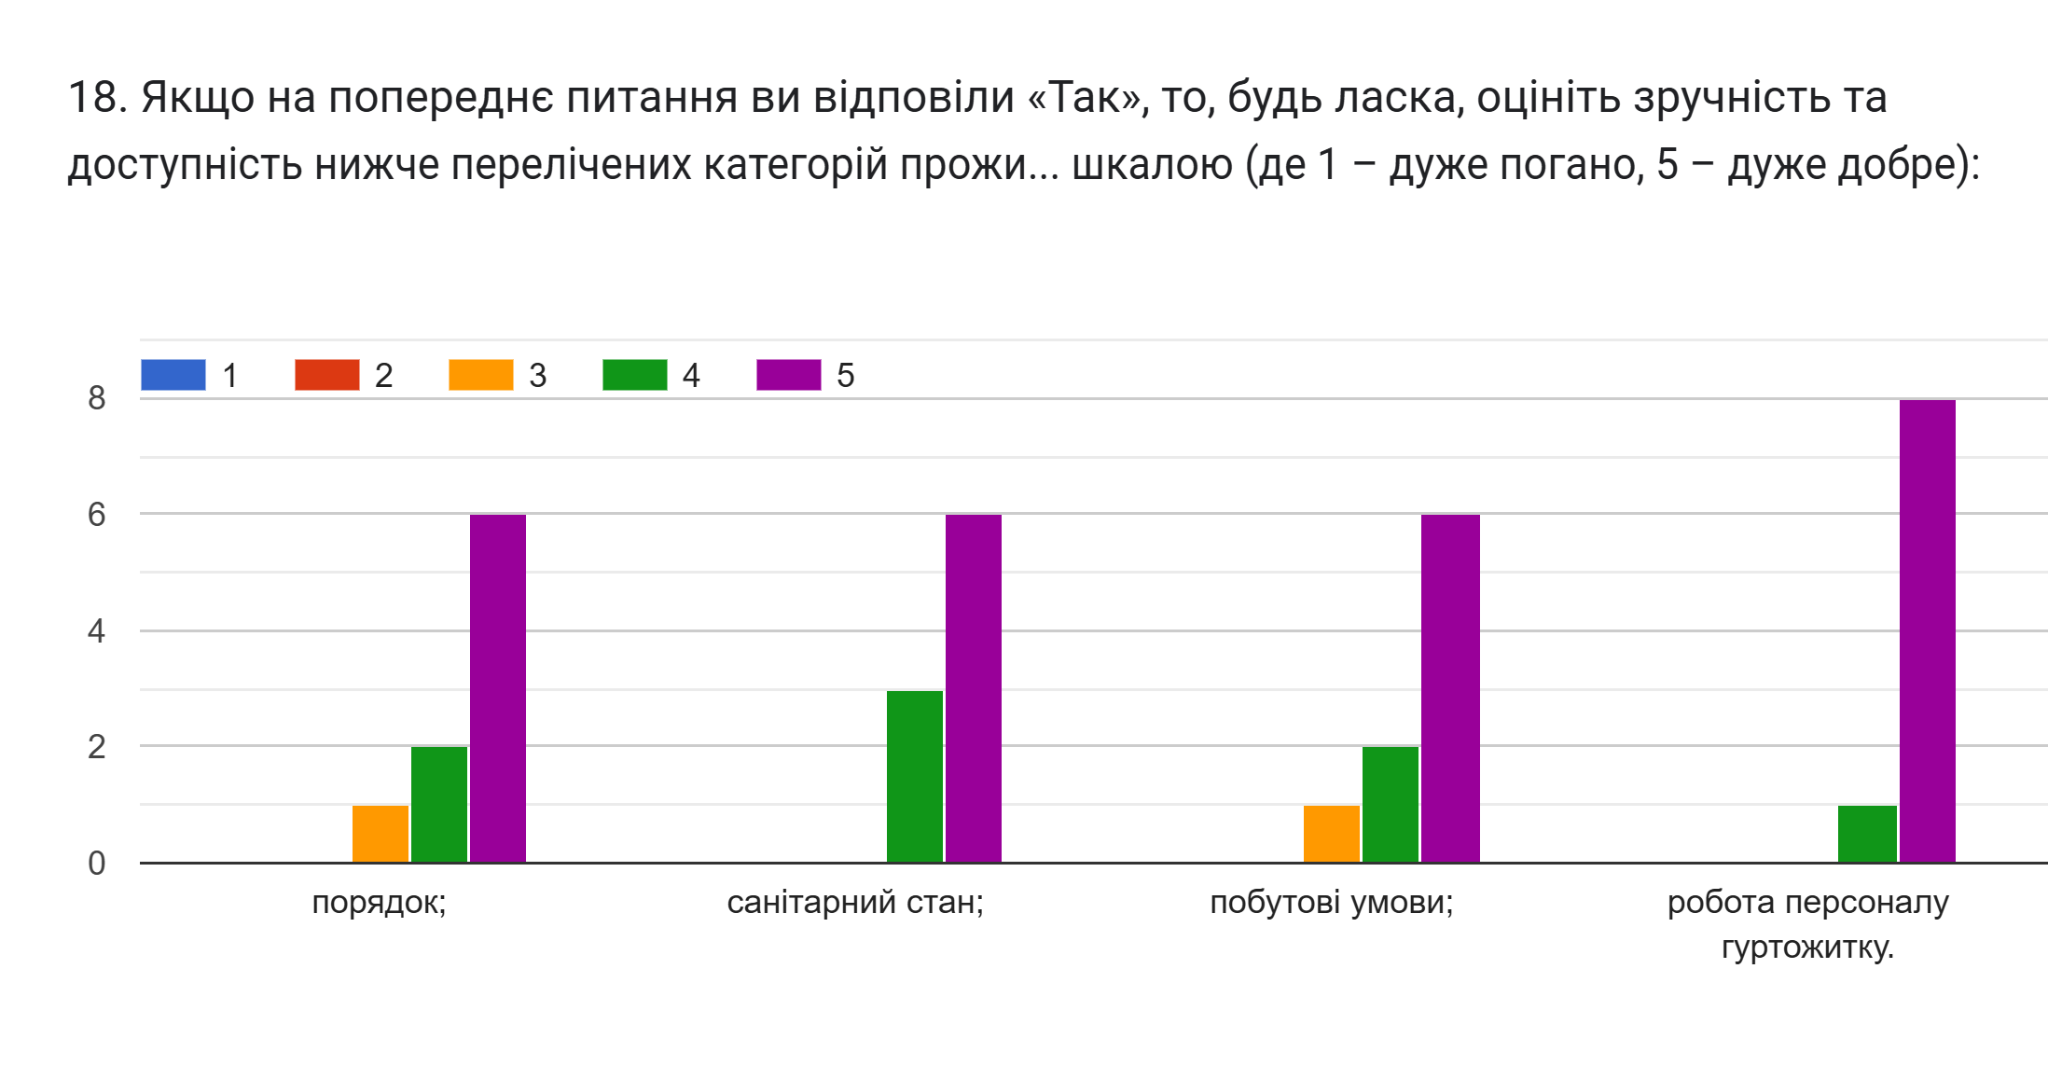 18. Якщо на попереднє питання ви відповіли «Так», то, будь ласка, оцініть зручність та
доступність нижче перелічених категорій прожи... шкалою (де 1 – дуже погано, 5 – дуже добре):
1 2 3 4 5
8
6
4
2
0
порядок; санітарний стан; побутові умови; робота персоналу
гуртожитку.